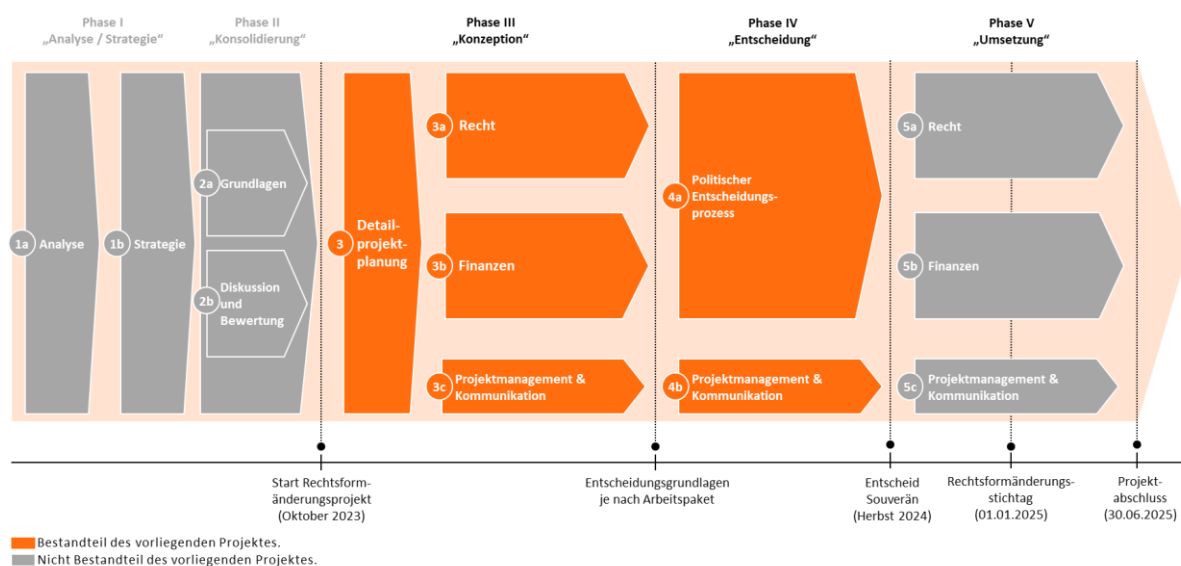 Phase I
„Analyse / Strategie“
Phase II
„Konsolidierung“
Phase III
„Konzeption“
Phase IV
„Entscheidung“
Phase V
„Umsetzung“
1a Analyse
1b Strategie
2a Grundlagen
2b Diskussion
und
Bewertung
3 Detail-
projekt-
planung
3a Recht
3b Finanzen
3c Projektmanagement &
Kommunikation
4a Politischer
Entscheidungs-
prozess
4b Projektmanagement &
Kommunikation
5a Recht
5b Finanzen
5c Projektmanagement &
Kommunikation
Start Rechtsform-
änderungsprojekt
(Oktober 2023)
Entscheidungsgrundlagen
je nach Arbeitspaket
Entscheid
Souverän
(Herbst 2024)
Rechtsformänderungs-
stichtag
(01.01.2025)
Projekt-
abschluss
(30.06.2025)
Bestandteil des vorliegenden Projektes.
Nicht Bestandteil des vorliegenden Projektes.